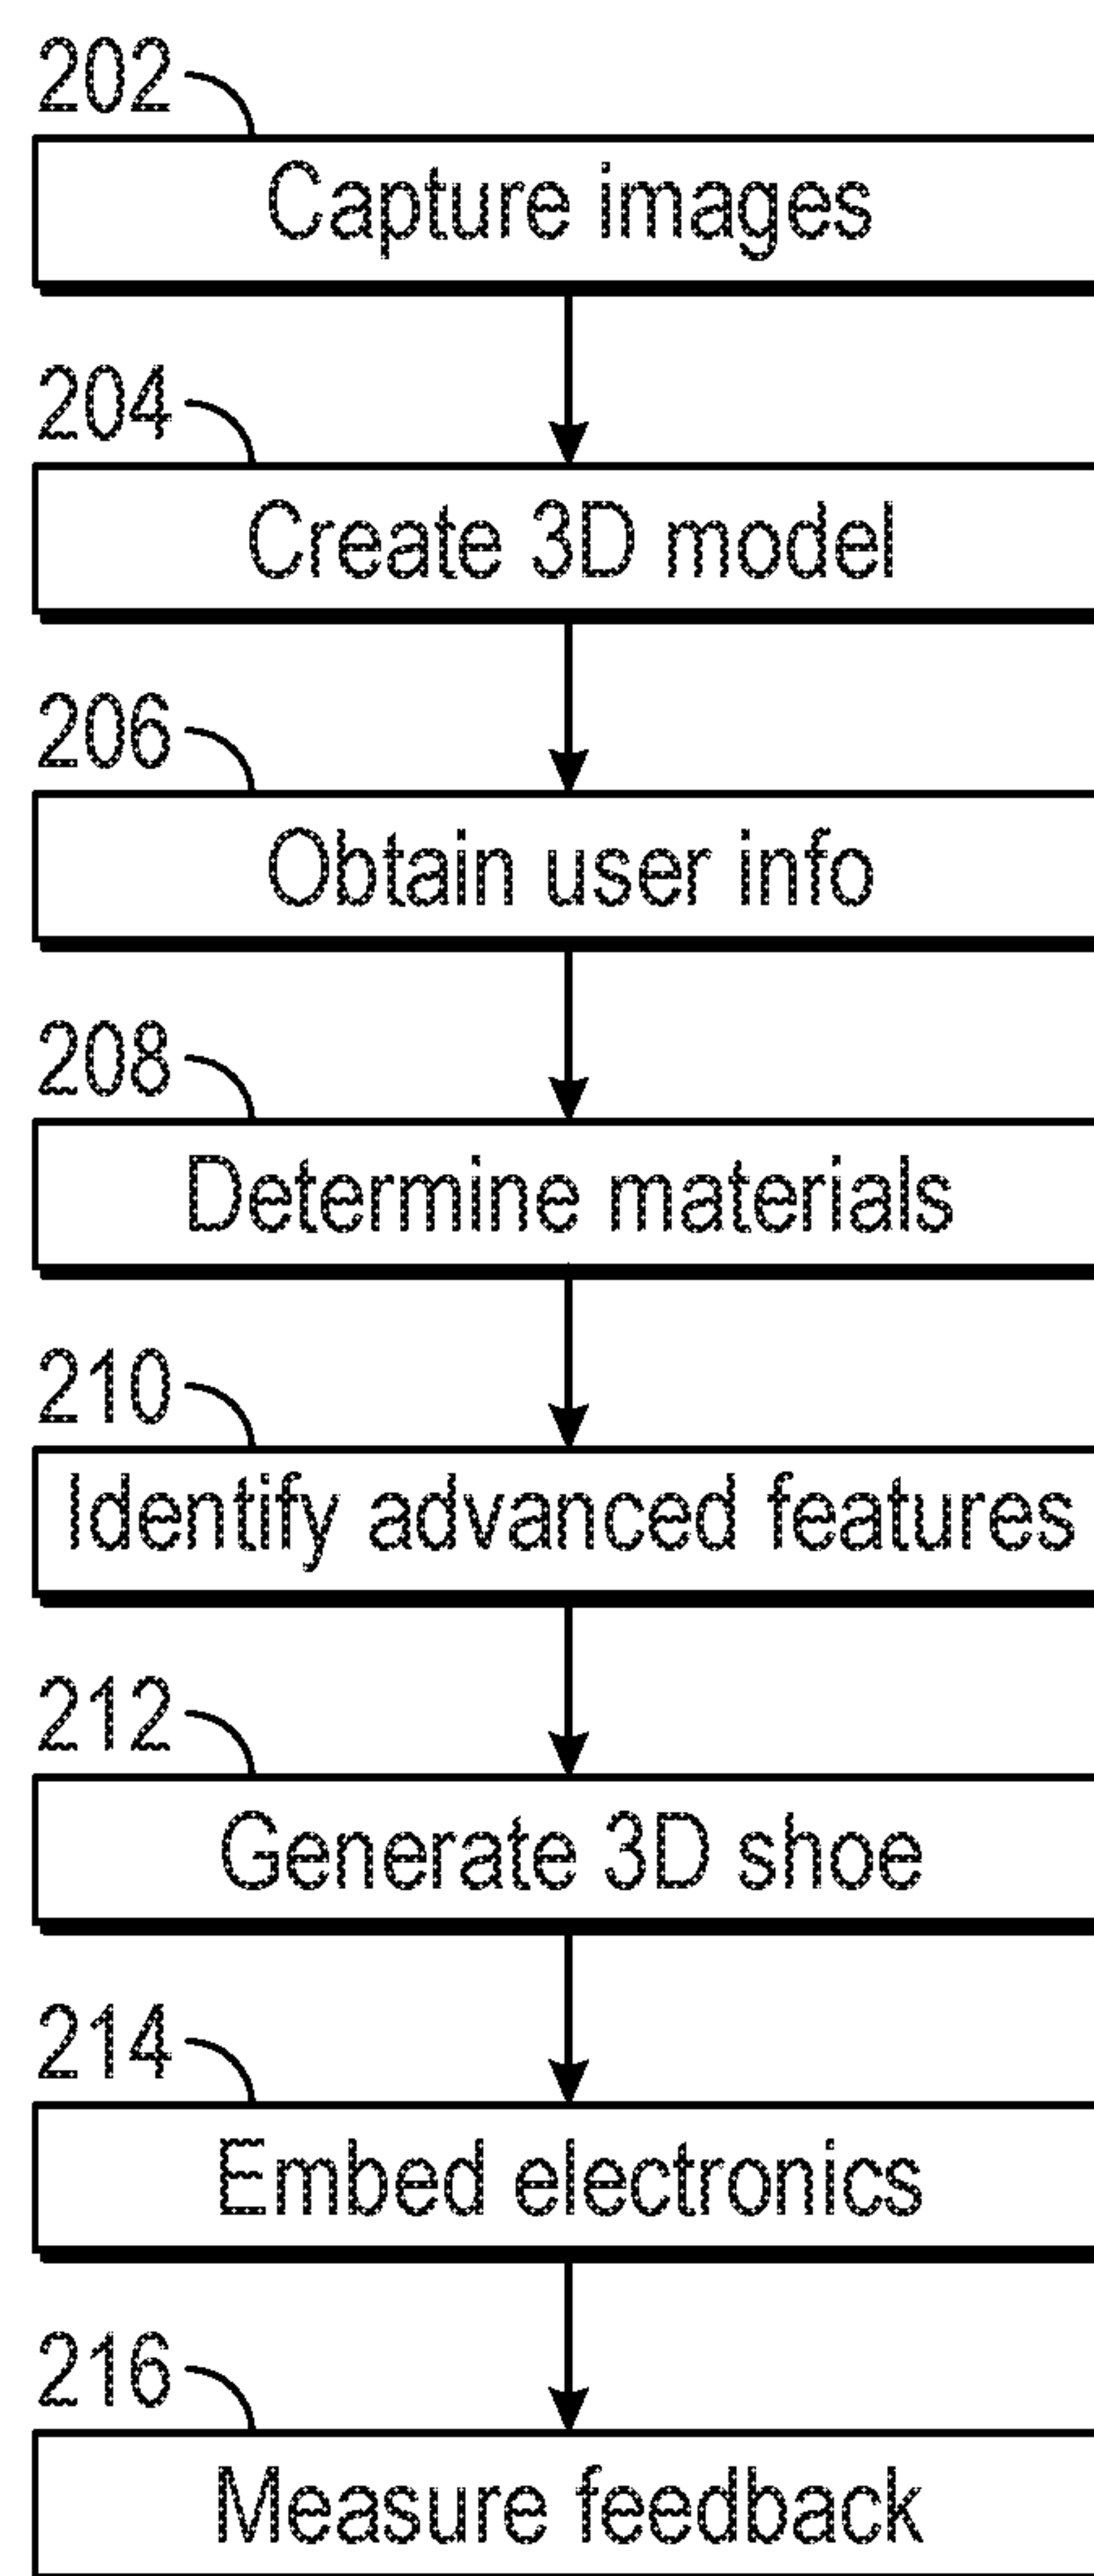 202
Capture images
204
Create 3D model
206
Obtain user info
208
Determine materials
210
Identify advanced features
212
Generate 3D shoe
214
Embed electronics
216
Measure feedback